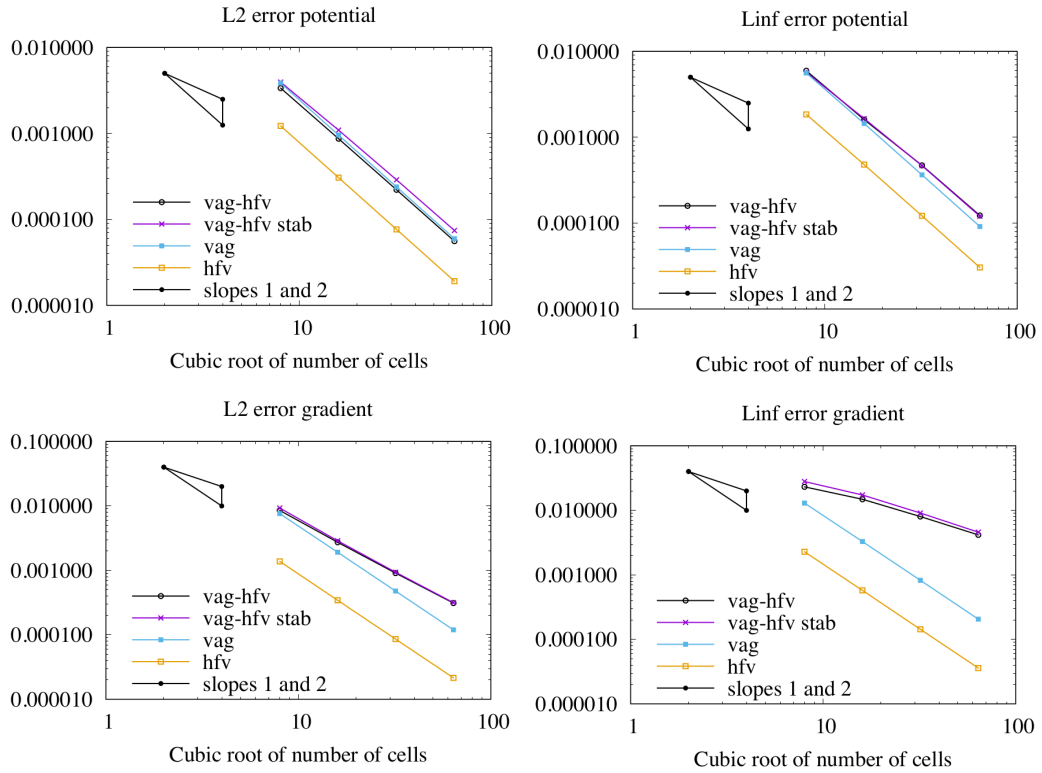 L2 error potential
0.010000
0.001000
0.000100
0.000010
vag-hfv
vag-hfv stab
vag
hfv
slopes 1 and 2
1
10
100
Cubic root of number of cells
Linf error potential
0.010000
0.001000
0.000100
0.000010
vag-hfv
vag-hfv stab
vag
hfv
slopes 1 and 2
1
10
100
Cubic root of number of cells
L2 error gradient
0.100000
0.010000
0.001000
0.000100
0.000010
vag-hfv
vag-hfv stab
vag
hfv
slopes 1 and 2
1
10
100
Cubic root of number of cells
Linf error gradient
0.100000
0.010000
0.001000
0.000100
0.000010
vag-hfv
vag-hfv stab
vag
hfv
slopes 1 and 2
1
10
100
Cubic root of number of cells